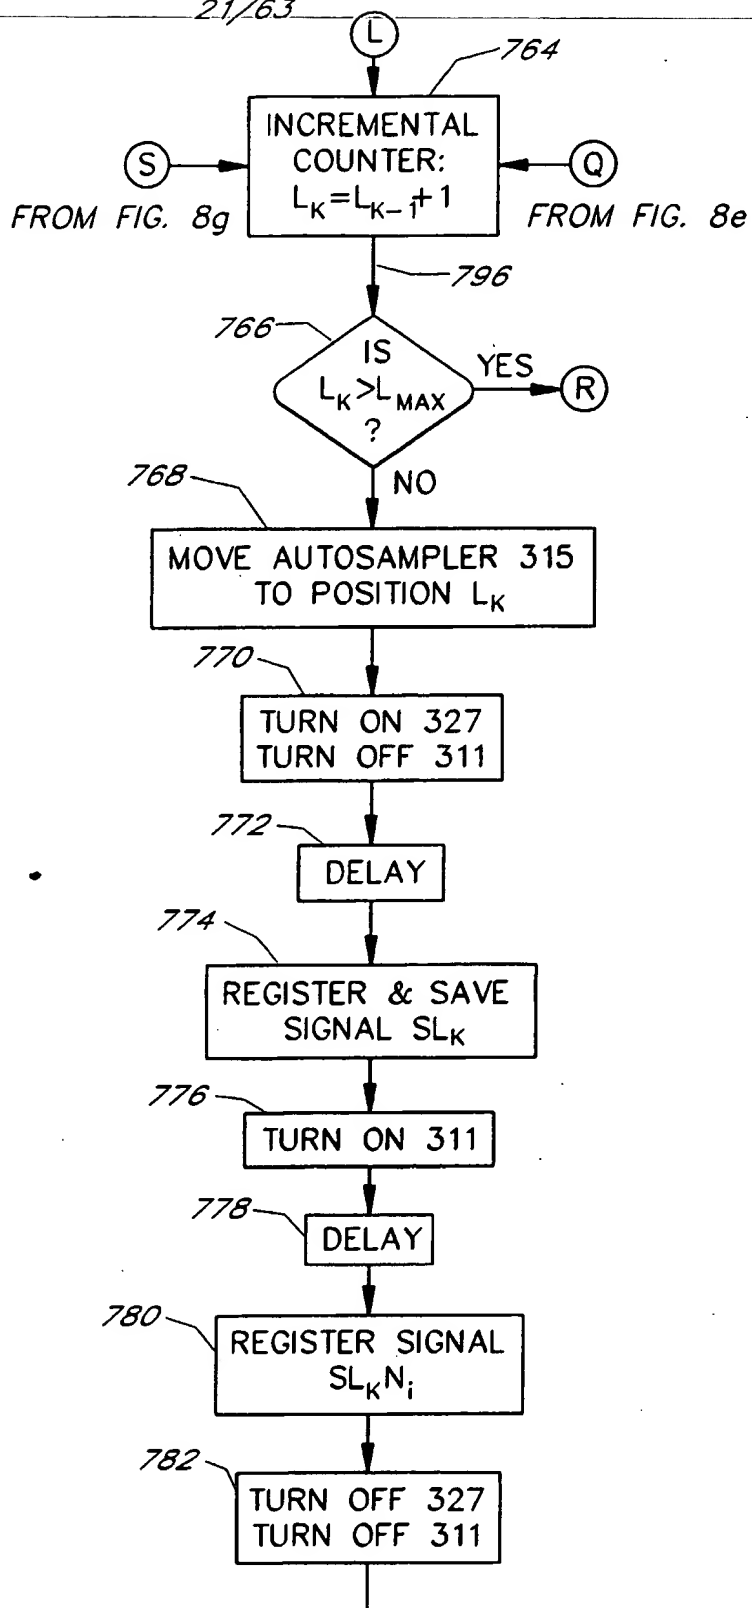 21/63
L
764
INCREMENTAL
COUNTER:
L_K=L_{K-1}+1
S
Q
FROM FIG. 8g
FROM FIG. 8e
796
766
IS
L_K>L_{MAX}
?
YES
R
NO
768
MOVE AUTOSAMPLER 315
TO POSITION L_K
770
TURN ON 327
TURN OFF 311
772
DELAY
774
REGISTER & SAVE
SIGNAL SL_K
776
TURN ON 311
778
DELAY
780
REGISTER SIGNAL
SL_KN_i
782
TURN OFF 327
TURN OFF 311